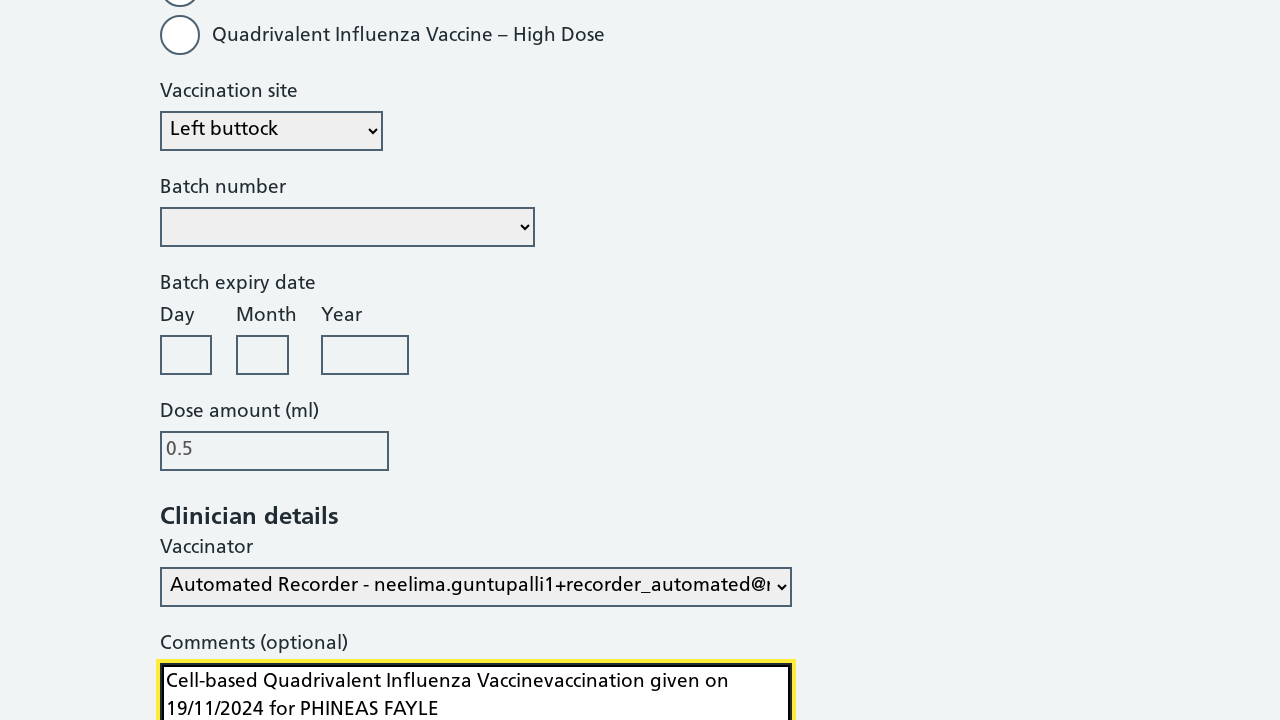 Quadrivalent Influenza Vaccine – High Dose
Vaccination site
Left buttock
Batch number
Batch expiry date
Day Month Year
Dose amount (ml)
0.5
Clinician details
Vaccinator
Automated Recorder - neelima.guntupalli1+recorder_automated@
Comments (optional)
Cell-based Quadrivalent Influenza Vaccinevaccination given on
19/11/2024 for PHINEAS FAYLE